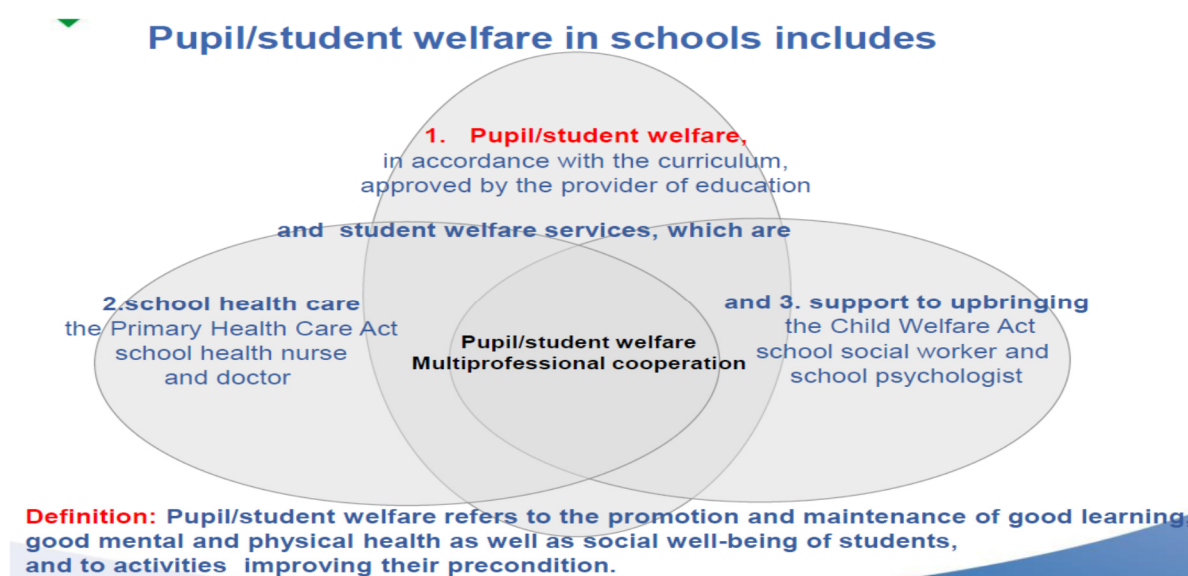 Pupil/student welfare in schools includes
1. Pupil/student welfare,
in accordance with the curriculum,
approved by the provider of education
and student welfare services, which are
2.school health care
the Primary Health Care Act
school health nurse
and doctor
Pupil/student welfare
Multiprofessional cooperation
and 3. support to upbringing
the Child Welfare Act
school social worker and
school psychologist
Definition: Pupil/student welfare refers to the promotion and maintenance of good learning,
good mental and physical health as well as social well-being of students,
and to activities improving their precondition.